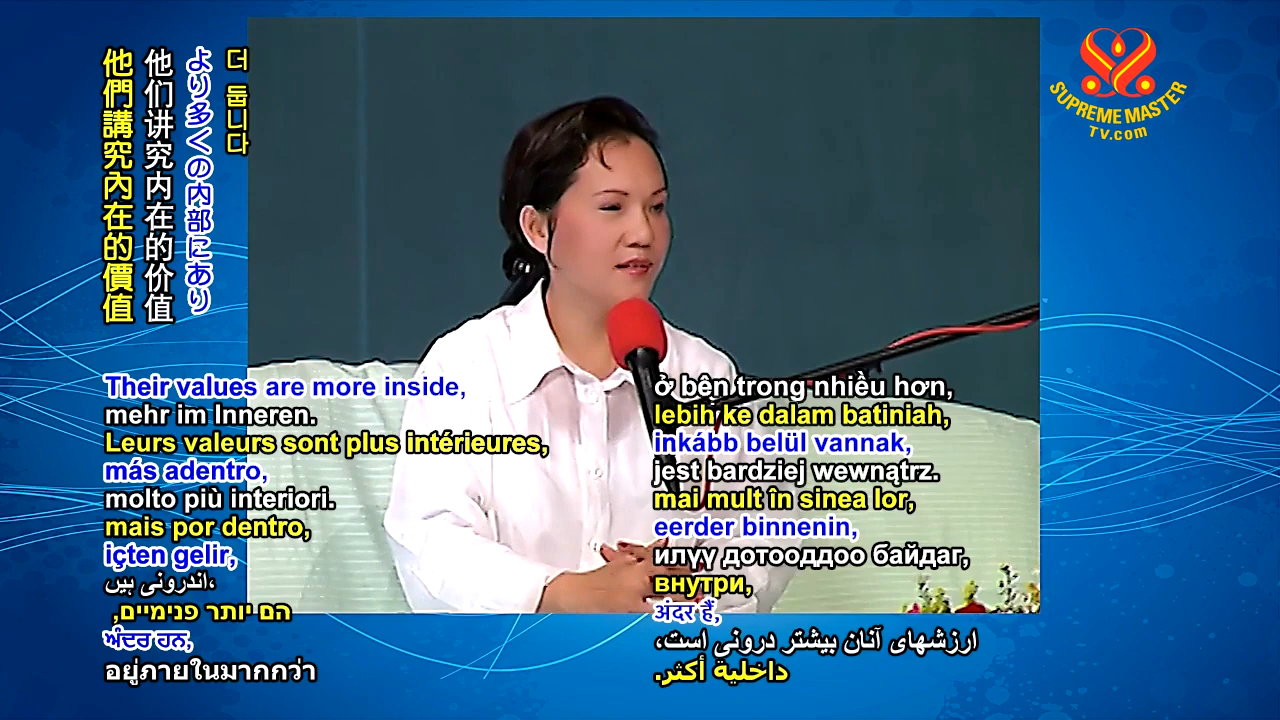 他們講究內在的價值
他们讲究内在的价值
より多くの内部にあり
더 둡니다
SUPREME MASTER
TV.com
Their values are more inside,
mehr im Inneren.
Leurs valeurs sont plus intérieures,
más adentro,
molto più interiori.
mais por dentro,
içten gelir,
اندرونی ہیں،
הם יותר פנימיים,
ਅੰਦਰ ਹਨ,
อยู่ภายในมากกว่า
ở bên trong nhiều hơn,
lebih ke dalam batiniah,
inkább belül vannak,
jest bardziej wewnątrz.
mai mult în sinea lor,
eerder binnenin,
илүү дотооддоо байдаг,
внутри,
अंदर हैं,
ارزشهای آنان بیشتر درونی است،
داخلية أكثر.